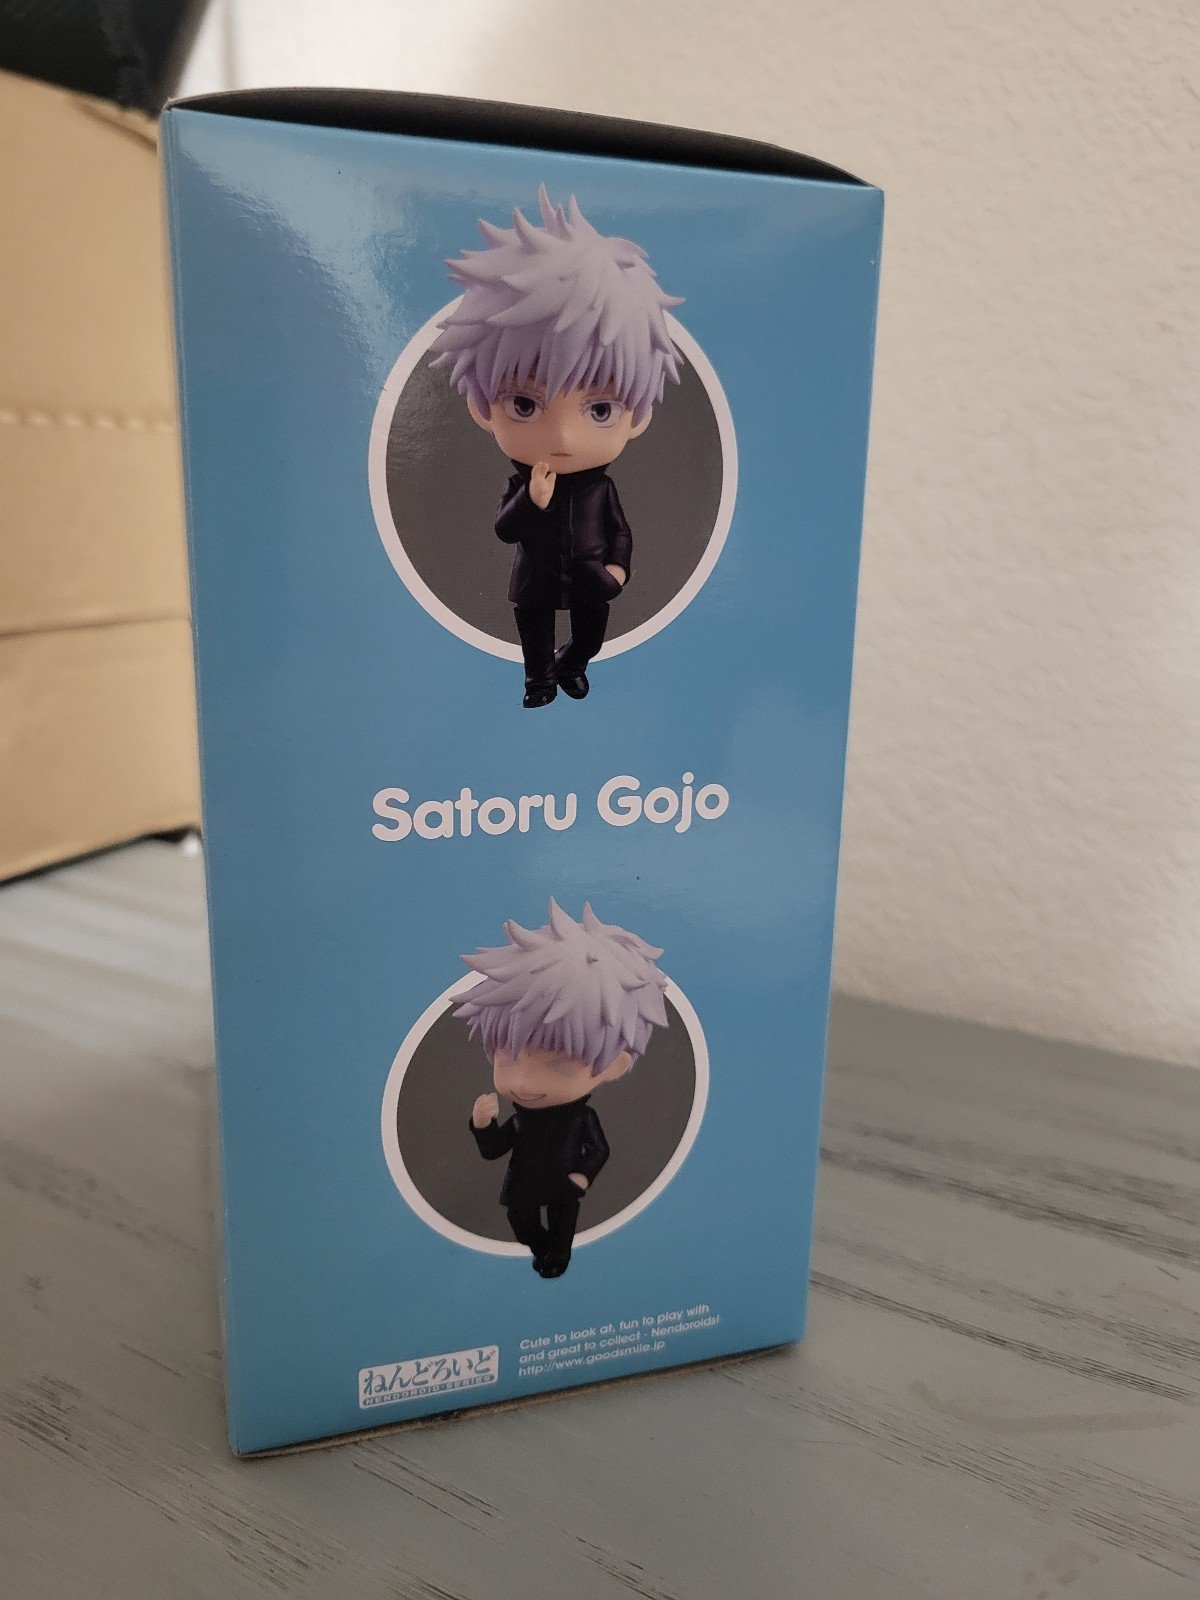 Satoru Gojo
ねんどろいど
NENDOROID SERIES
Cute to look at, fun to play with
and great to collect - Nendoroids!
http://www.goodsmile.jp